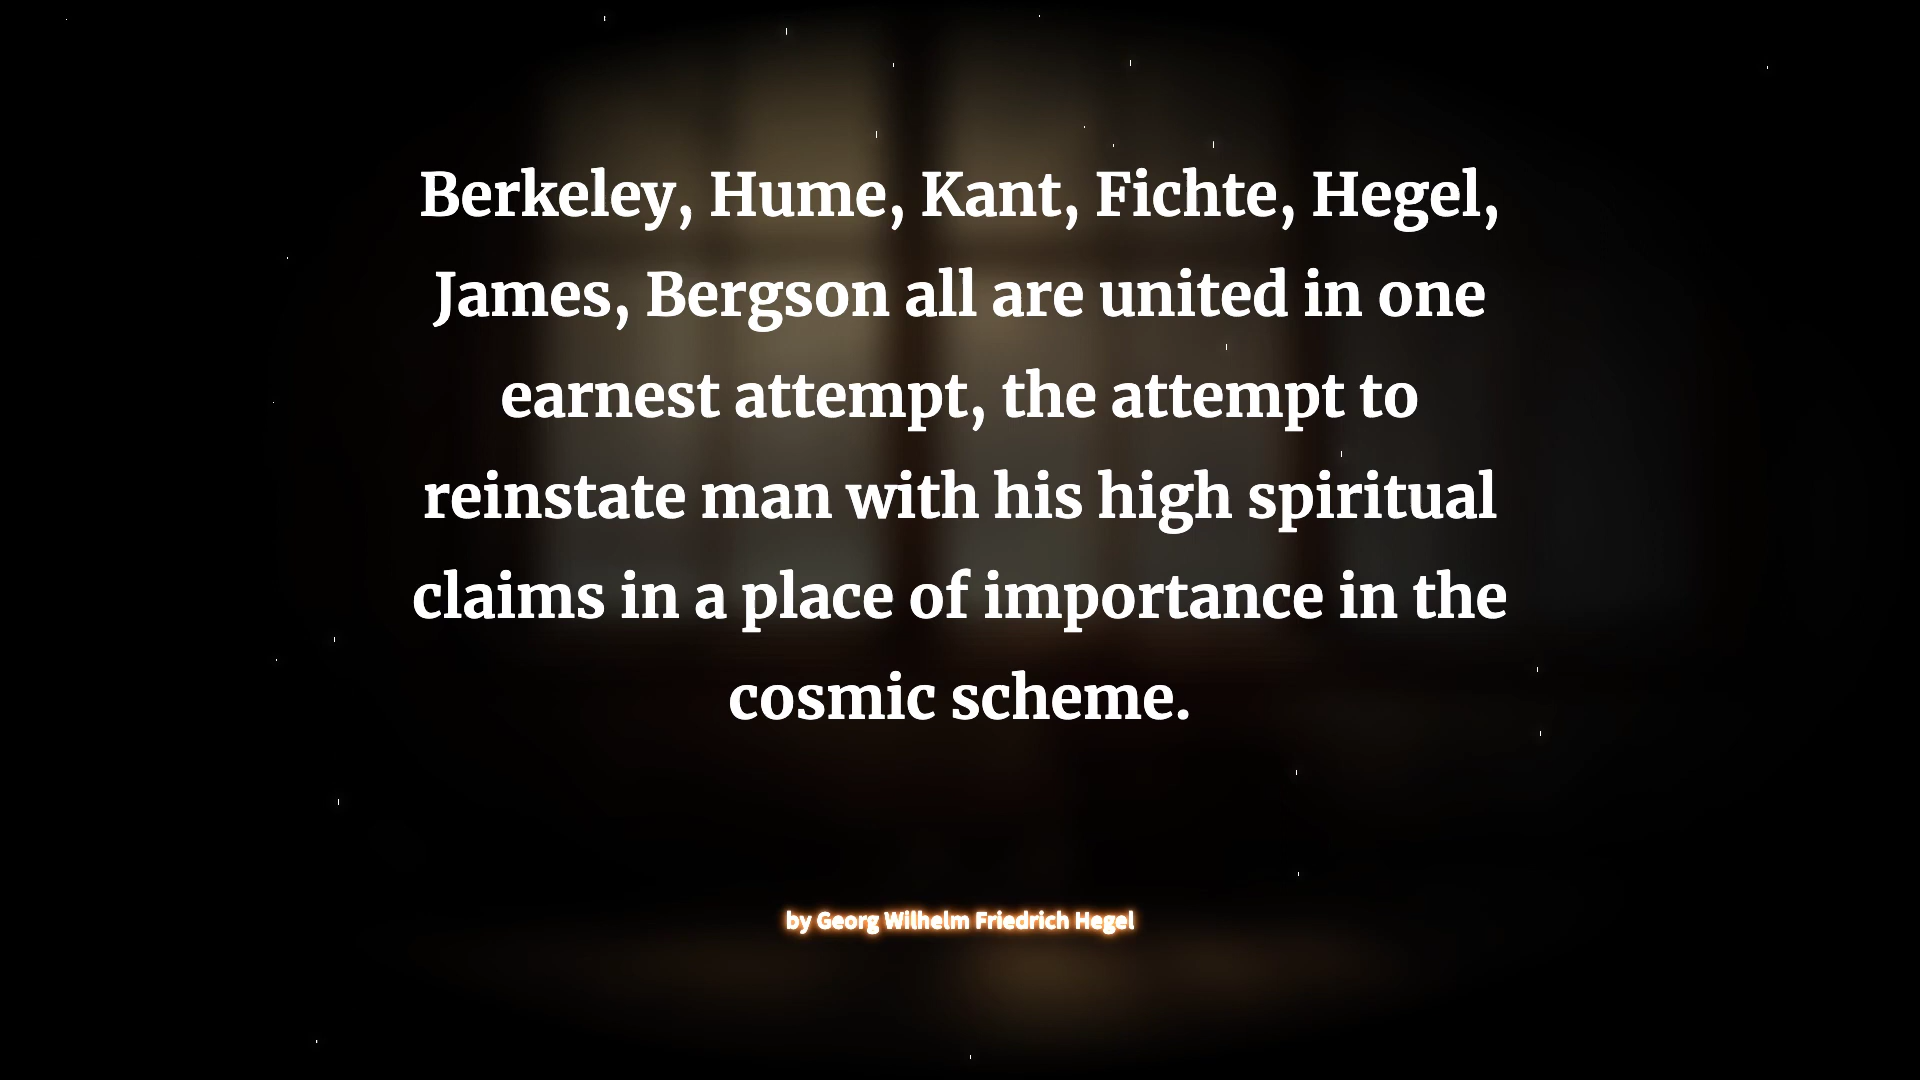 Berkeley, Hume, Kant, Fichte, Hegel,
James, Bergson all are united in one
earnest attempt, the attempt to
reinstate man with his high spiritual
claims in a place of importance in the
cosmic scheme.
by Georg Wilhelm Friedrich Hegel